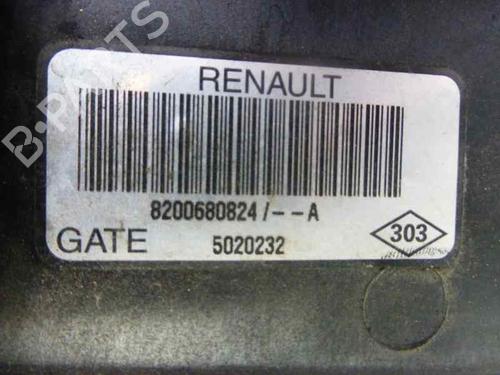 B-PARTS
RENAULT
8200680824/--A
GATE 5020232
303